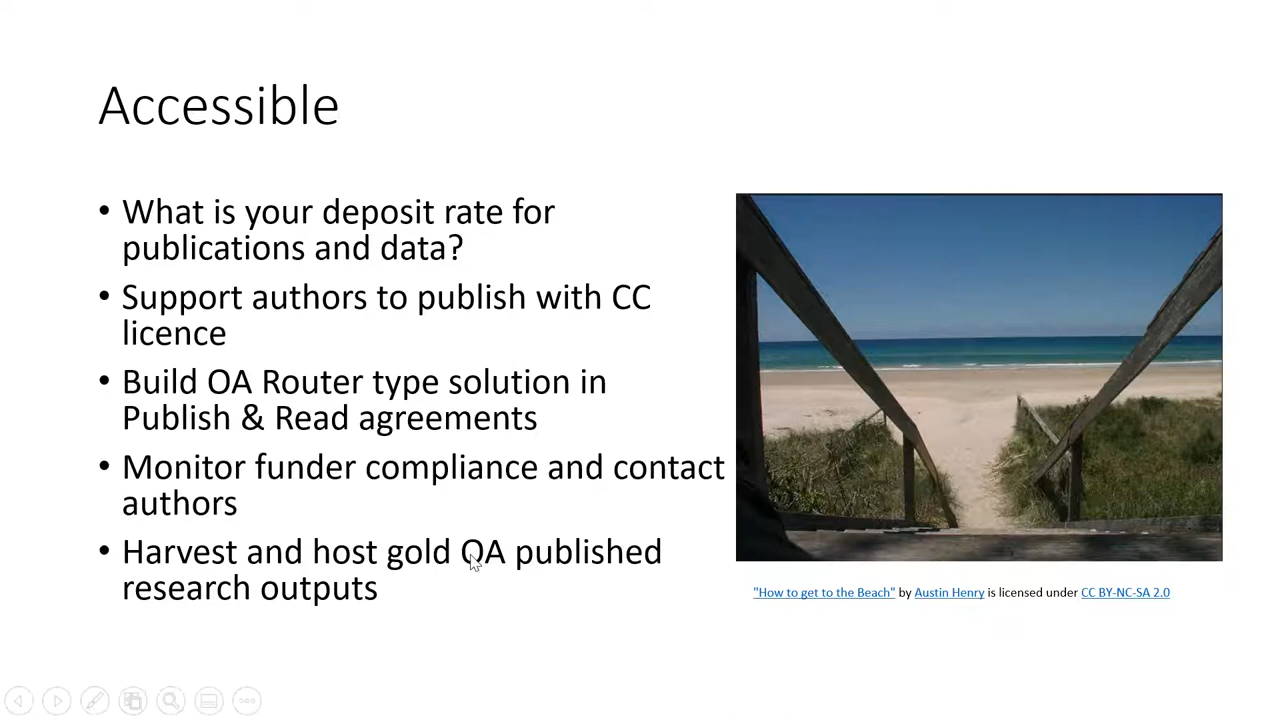 Accessible
• What is your deposit rate for
publications and data?
• Support authors to publish with CC
licence
• Build OA Router type solution in
Publish & Read agreements
• Monitor funder compliance and contact
authors
• Harvest and host gold OA published
research outputs
"How to get to the Beach" by Austin Henry is licensed under CC BY-NC-SA 2.0